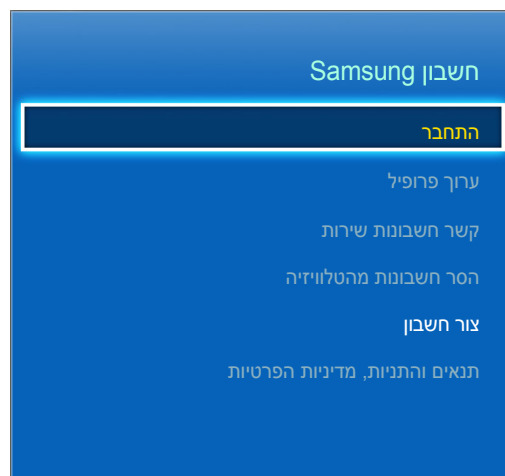 חשבון Samsung
התחבר
ערוך פרופיל
קשר חשבונות שירות
הסר חשבונות מהטלוויזיה
צור חשבון
תנאים והתניות, מדיניות הפרטיות